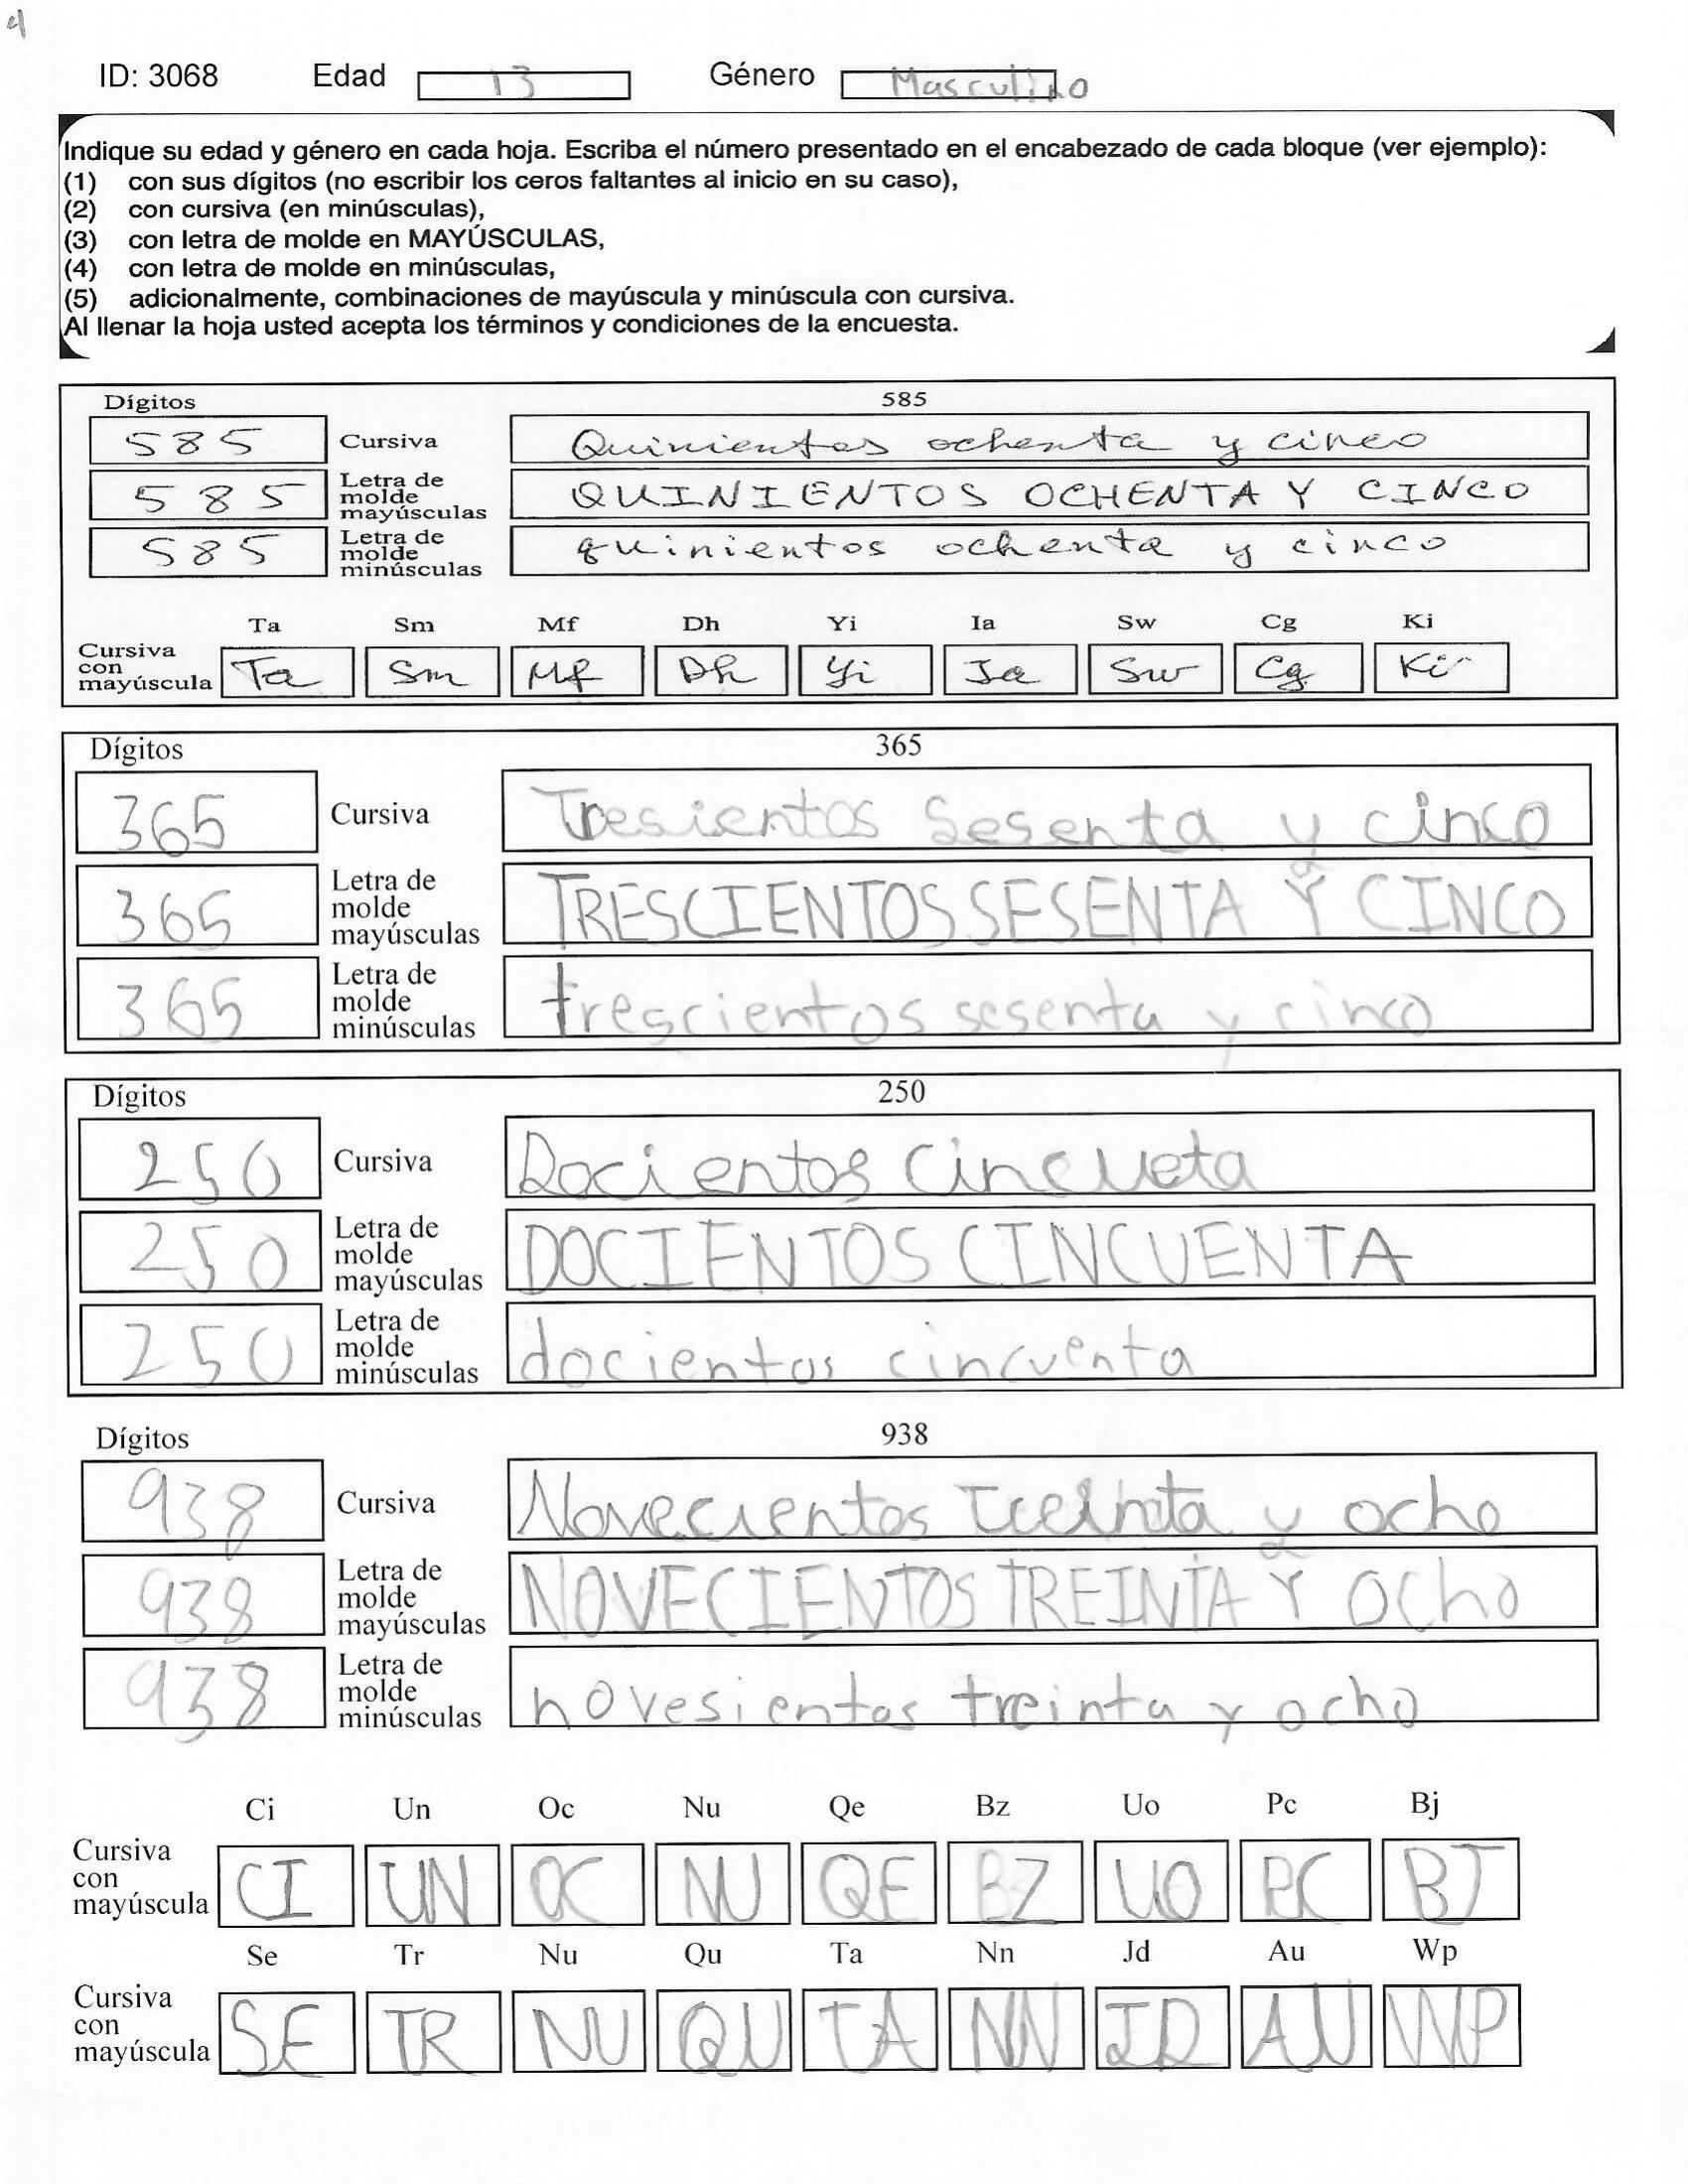 4
ID: 3068 Edad 13 Género Masculino
Indique su edad y género en cada hoja. Escriba el número presentado en el encabezado de cada bloque (ver ejemplo):
(1) con sus dígitos (no escribir los ceros faltantes al inicio en su caso),
(2) con cursiva (en minúsculas),
(3) con letra de molde en MAYÚSCULAS,
(4) con letra de molde en minúsculas,
(5) adicionalmente, combinaciones de mayúscula y minúscula con cursiva.
Al llenar la hoja usted acepta los términos y condiciones de la encuesta.
Dígitos 585
585 Cursiva Quinientos ochenta y cinco
585 Letra de molde mayúsculas QUINIENTOS OCHENTA Y CINCO
585 Letra de molde minúsculas quinientos ochenta y cinco
Ta Sm Mf Dh Yi Ia Sw Cg Ki
Cursiva con mayúscula Ta Sm Mf Dh Yi Ia Sw Cg Ki
Dígitos 365
365 Cursiva Tresientos Sesenta y cinco
365 Letra de molde mayúsculas TRESCIENTOS SESENTA Y CINCO
365 Letra de molde minúsculas trescientos sesenta y cinco
Dígitos 250
250 Cursiva Docientos Cincueta
250 Letra de molde mayúsculas DOCIENTOS CINCUENTA
250 Letra de molde minúsculas docientos cincuenta
Dígitos 938
938 Cursiva Novecientos y ocho
938 Letra de molde mayúsculas NOVECIENTOS TREINTA Y OCho
938 Letra de molde minúsculas novesientos treinta y ocho
Ci Un Oc Nu Qe Bz Uo Pc Bj
Cursiva con mayúscula CI UN OC NU QE BZ UO PC BJ
Se Tr Nu Qu Ta Nn Jd Au Wp
Cursiva con mayúscula SE TR NU QU TA NN JD AU WP